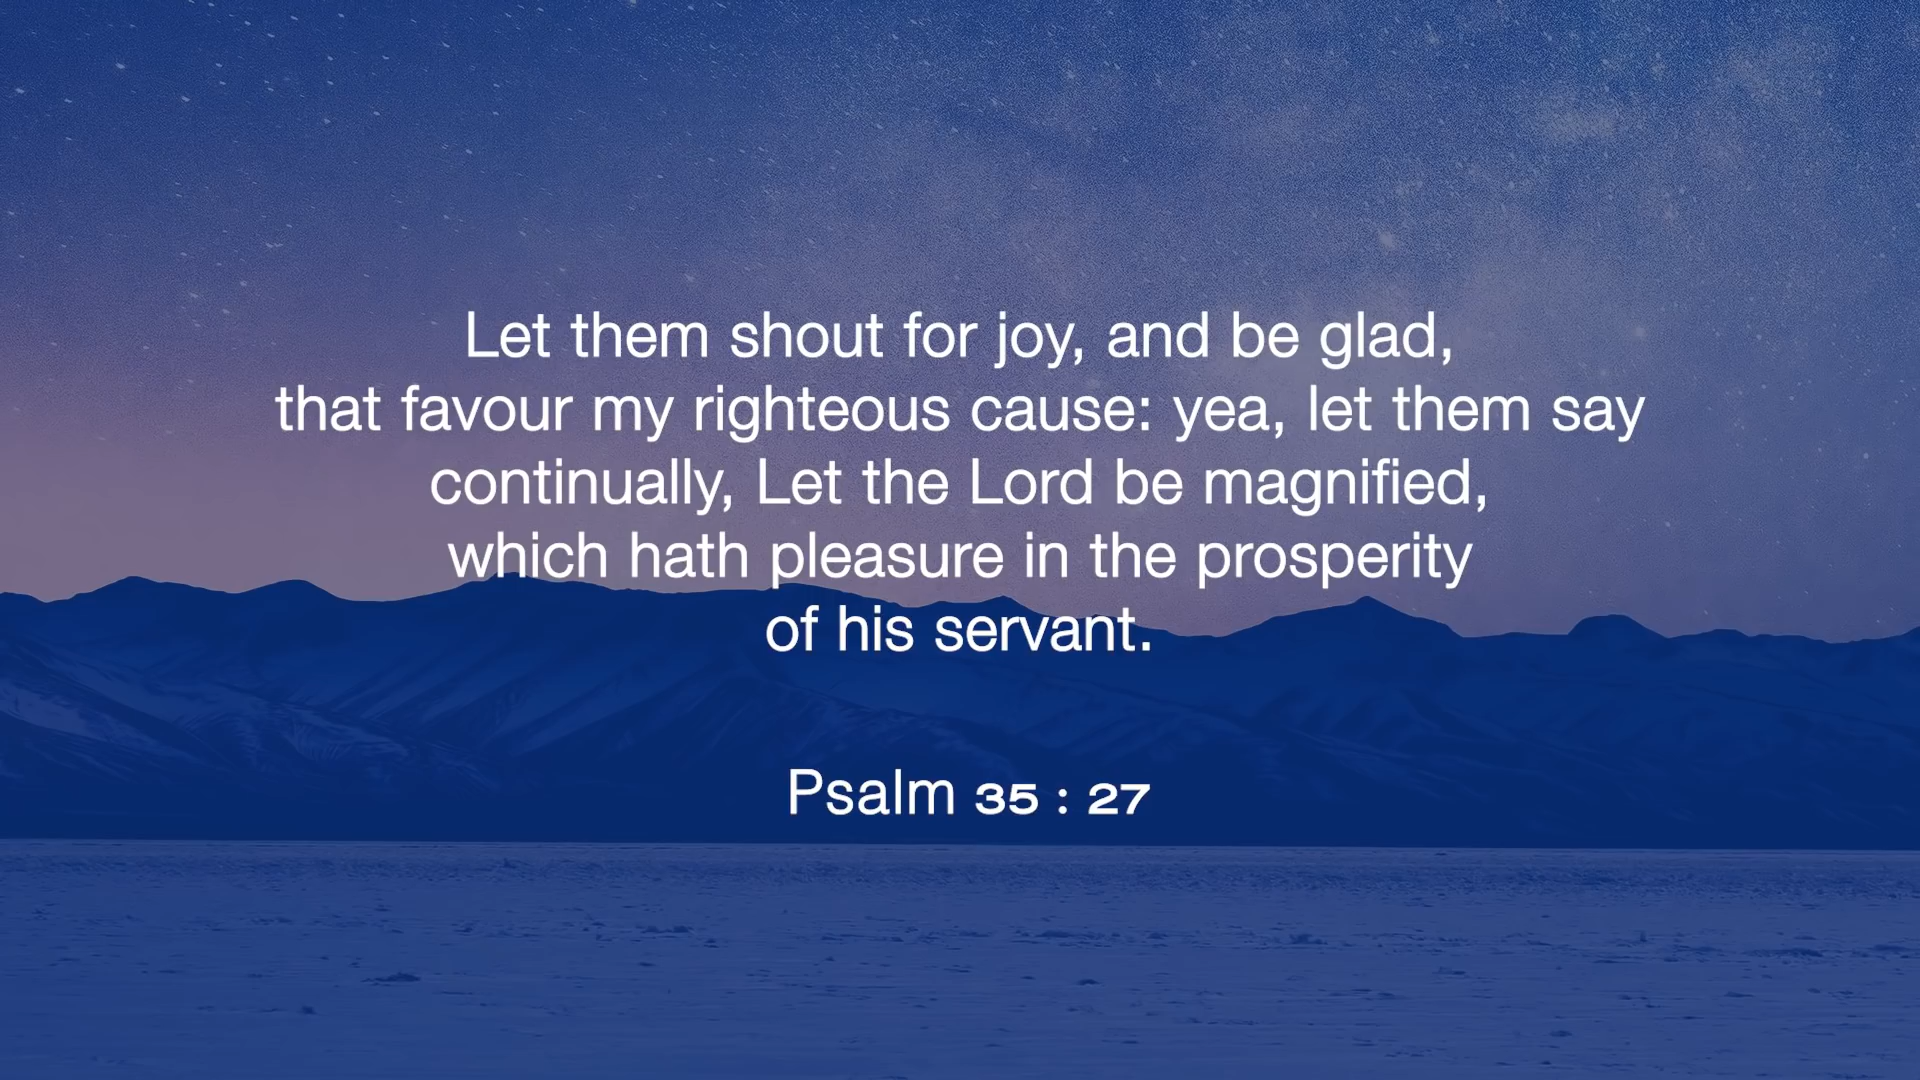 Let them shout for joy, and be glad,
that favour my righteous cause: yea, let them say
continually, Let the Lord be magnified,
which hath pleasure in the prosperity
of his servant.
Psalm 35 : 27